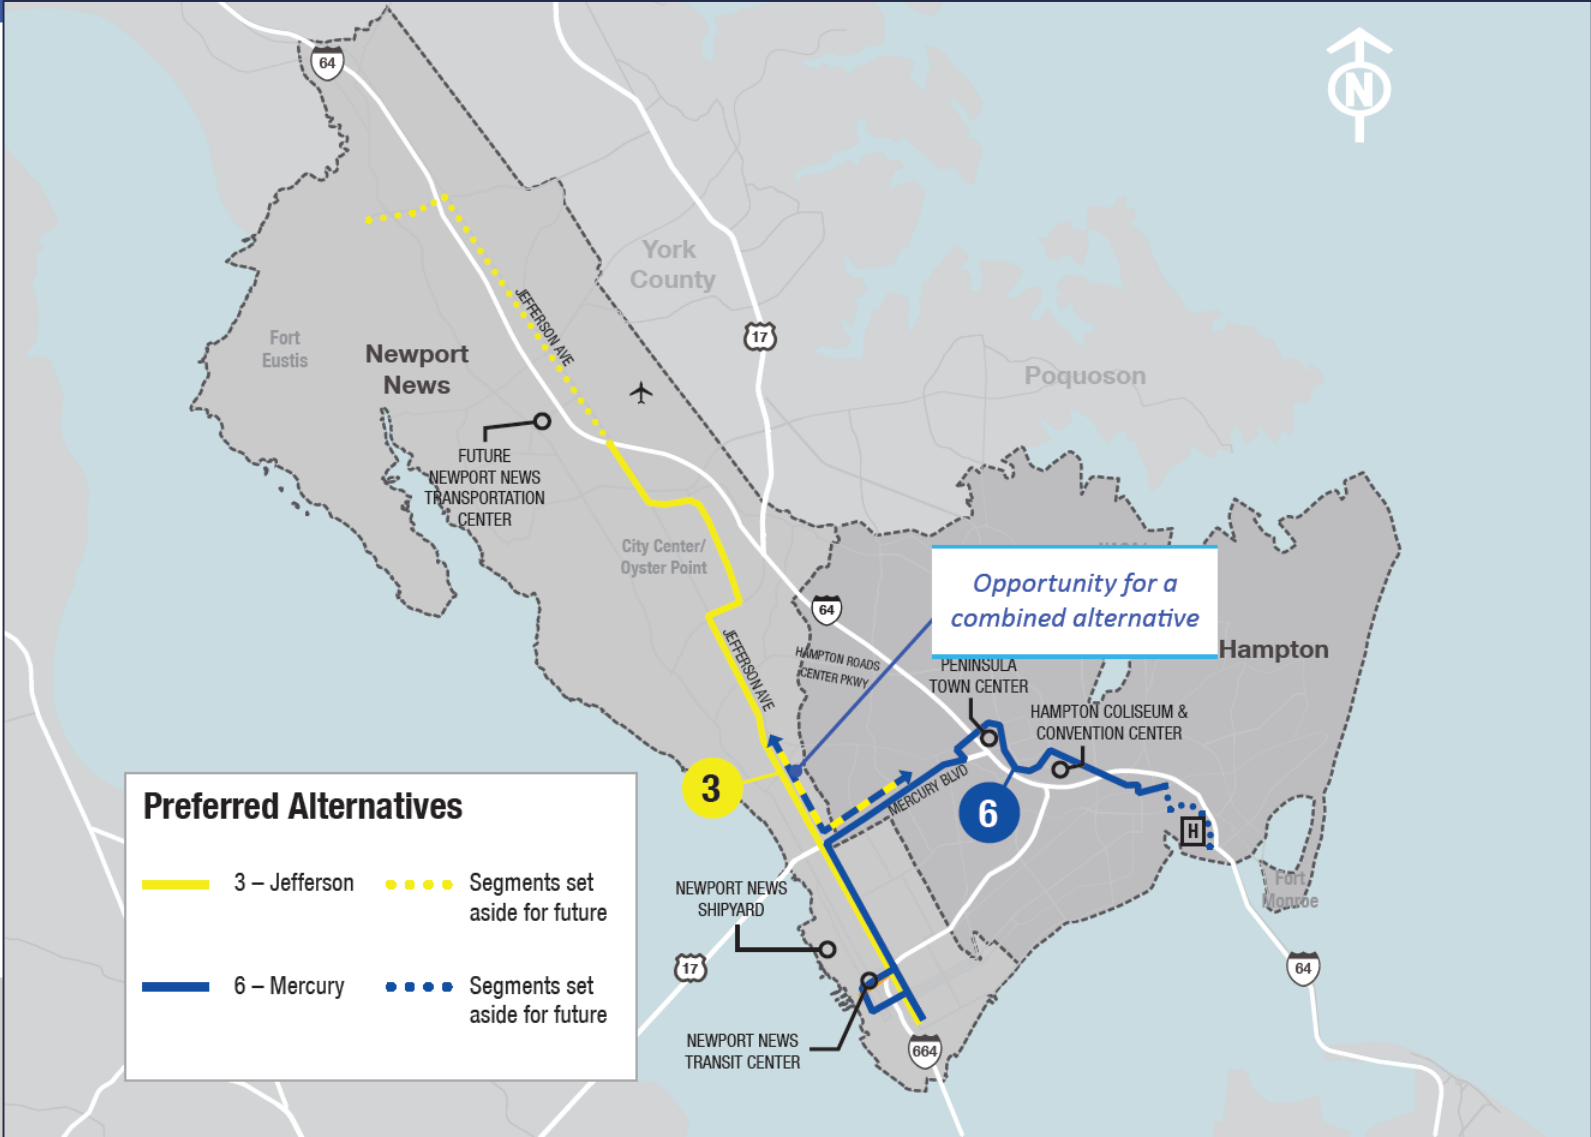 64
N
York
County
17
JEFFERSON AVE
Fort
Eustis
Newport
News
Poquoson
FUTURE
NEWPORT NEWS
TRANSPORTATION
CENTER
City Center/
Oyster Point
Opportunity for a
combined alternative
64
Hampton
JEFFERSON AVE
HAMPTON ROADS
CENTER PKWY
PENINSULA
TOWN CENTER
HAMPTON COLISEUM &
CONVENTION CENTER
MERCURY BLVD
3
6
H
Fort
Monroe
Preferred Alternatives
3 – Jefferson
Segments set
aside for future
6 – Mercury
Segments set
aside for future
NEWPORT NEWS
SHIPYARD
17
64
NEWPORT NEWS
TRANSIT CENTER
664